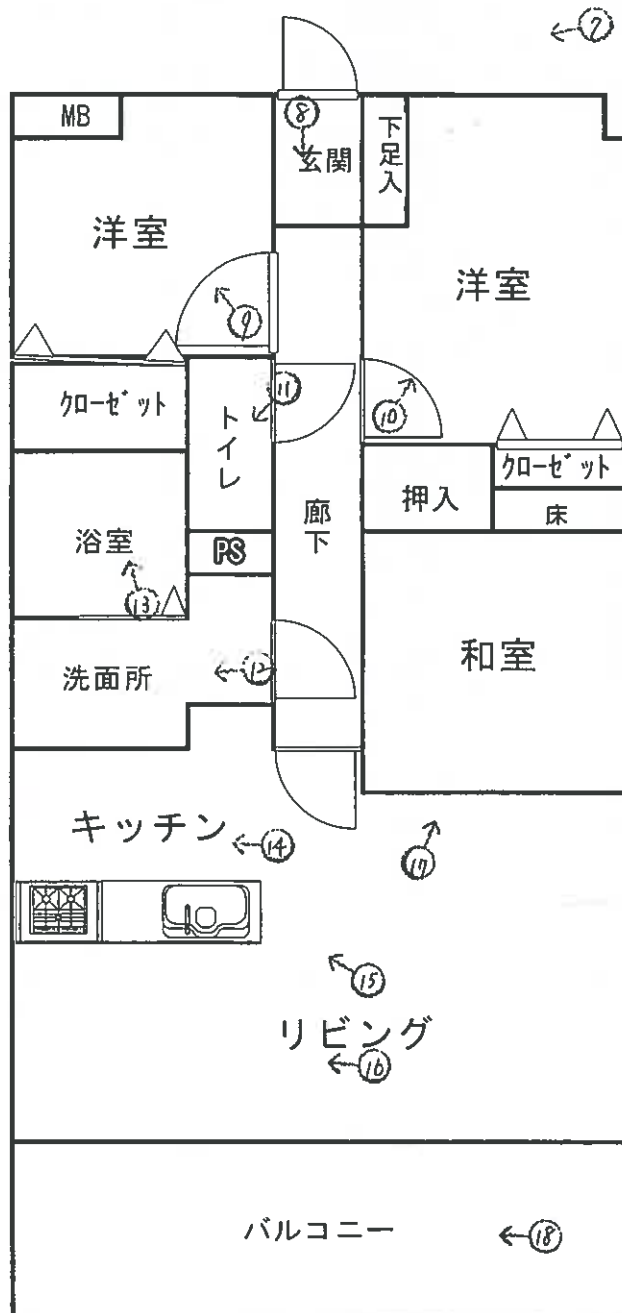 ⑦
MB
⑧
玄関
下足入
洋室
洋室
⑨
⑩
⑪
クローゼット
トイレ
クローゼット
押入
床
廊下
浴室
PS
⑬
和室
洗面所
⑫
キッチン
⑭
⑰
⑮
リビング
⑯
バルコニー
⑱